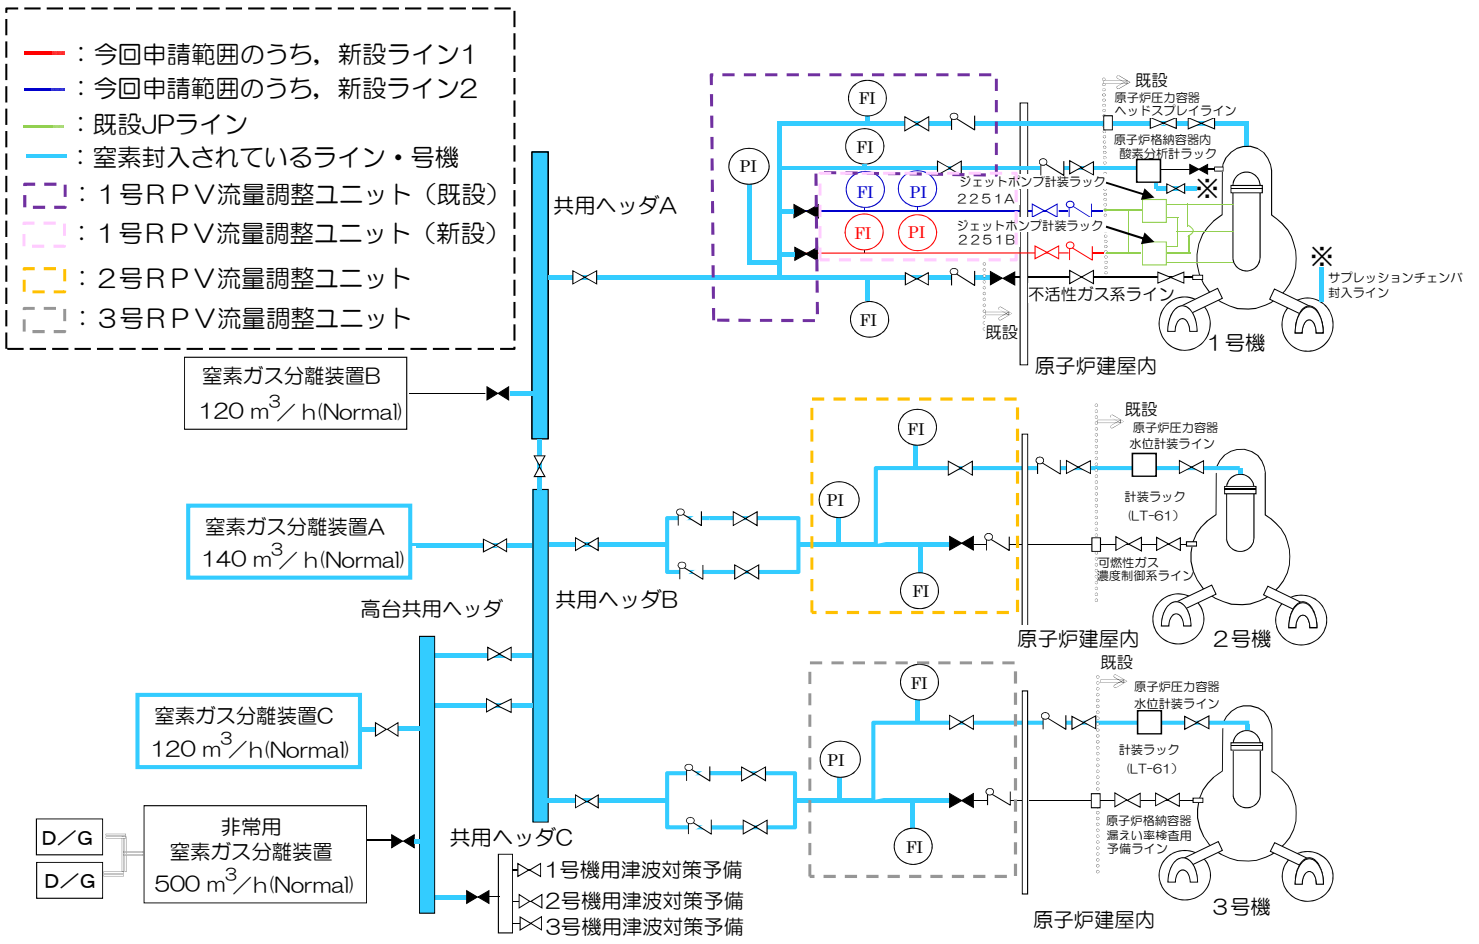 ：今回申請範囲のうち，新設ライン1
：今回申請範囲のうち，新設ライン2
：既設JPライン
：窒素封入されているライン・号機
：１号ＲＰＶ流量調整ユニット（既設）
：１号ＲＰＶ流量調整ユニット（新設）
：２号ＲＰＶ流量調整ユニット
：３号ＲＰＶ流量調整ユニット
共用ヘッダA
PI
FI
FI
FI
PI
FI
PI
FI
ジェットポンプ計装ラック
２２５１A
ジェットポンプ計装ラック
２２５１B
既設
原子炉圧力容器
ヘッドスプレイライン
原子炉格納容器内
酸素分析計ラック
※
※
サプレッションチェンバ
封入ライン
不活性ガス系ライン
既設
１号機
原子炉建屋内
窒素ガス分離装置B
120 m3／h(Normal)
窒素ガス分離装置A
140 m3／h(Normal)
共用ヘッダB
FI
PI
FI
既設
原子炉圧力容器
水位計装ライン
計装ラック
（LT-61）
可燃性ガス
濃度制御系ライン
原子炉建屋内
２号機
高台共用ヘッダ
窒素ガス分離装置C
120 m3／h(Normal)
D／G
D／G
非常用
窒素ガス分離装置
500 m3／h(Normal)
共用ヘッダC
1号機用津波対策予備
2号機用津波対策予備
3号機用津波対策予備
FI
PI
FI
既設
原子炉圧力容器
水位計装ライン
計装ラック
（LT-61）
原子炉格納容器
漏えい率検査用
予備ライン
原子炉建屋内
３号機